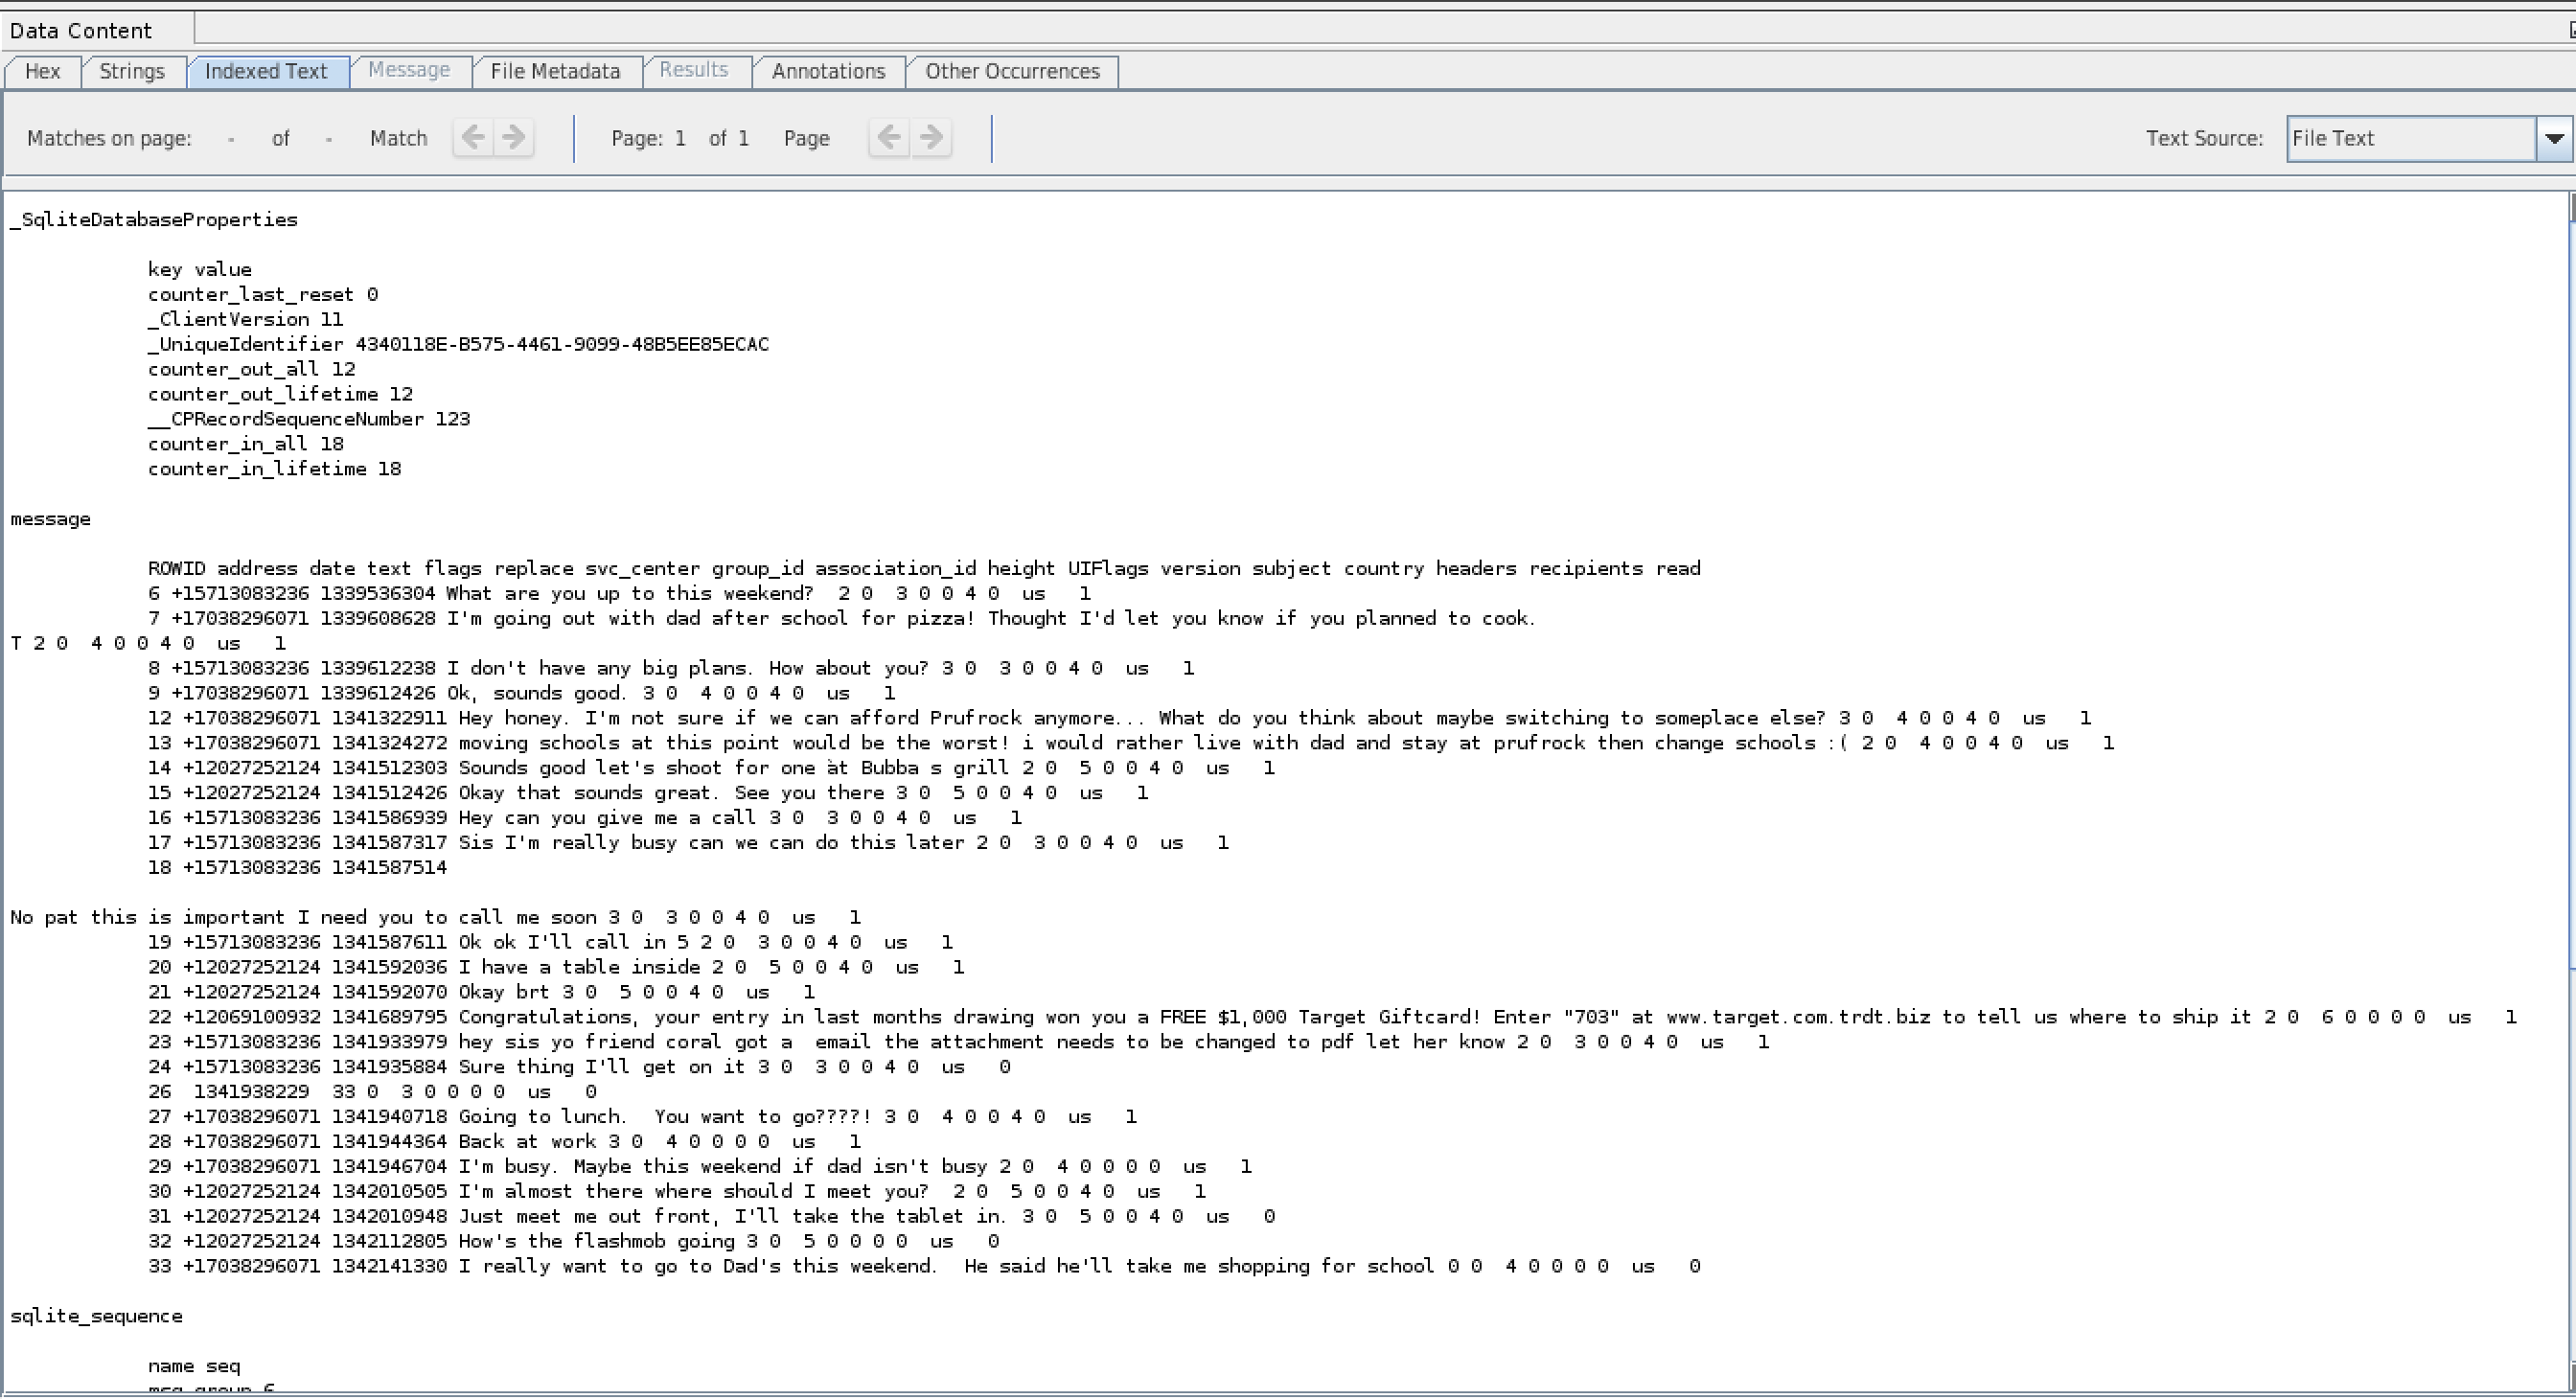 Data Content
Hex Strings Indexed Text Message File Metadata Results Annotations Other Occurrences
Matches on page: - of - Match Page: 1 of 1 Page Text Source: File Text
_SqliteDatabaseProperties
key value
counter_last_reset 0
_ClientVersion 11
_UniqueIdentifier 4340118E-B575-4461-9099-48B5EE85ECAC
counter_out_all 12
counter_out_lifetime 12
__CPRecordSequenceNumber 123
counter_in_all 18
counter_in_lifetime 18
message
ROWID address date text flags replace svc_center group_id association_id height UIFlags version subject country headers recipients read
6 +15713083236 1339536304 What are you up to this weekend?  2 0  3 0 0 4 0  us   1
7 +17038296071 1339608628 I'm going out with dad after school for pizza! Thought I'd let you know if you planned to cook.
T 2 0  4 0 0 4 0  us   1
8 +15713083236 1339612238 I don't have any big plans. How about you? 3 0  3 0 0 4 0  us   1
9 +17038296071 1339612426 Ok, sounds good. 3 0  4 0 0 4 0  us   1
12 +17038296071 1341322911 Hey honey. I'm not sure if we can afford Prufrock anymore... What do you think about maybe switching to someplace else? 3 0  4 0 0 4 0  us   1
13 +17038296071 1341324272 moving schools at this point would be the worst! i would rather live with dad and stay at prufrock then change schools :( 2 0  4 0 0 4 0  us   1
14 +12027252124 1341512303 Sounds good let's shoot for one at Bubba s grill 2 0  5 0 0 4 0  us   1
15 +12027252124 1341512426 Okay that sounds great. See you there 3 0  5 0 0 4 0  us   1
16 +15713083236 1341586939 Hey can you give me a call 3 0  3 0 0 4 0  us   1
17 +15713083236 1341587317 Sis I'm really busy can we can do this later 2 0  3 0 0 4 0  us   1
18 +15713083236 1341587514
No pat this is important I need you to call me soon 3 0  3 0 0 4 0  us   1
19 +15713083236 1341587611 Ok ok I'll call in 5 2 0  3 0 0 4 0  us   1
20 +12027252124 1341592036 I have a table inside 2 0  5 0 0 4 0  us   1
21 +12027252124 1341592070 Okay brt 3 0  5 0 0 4 0  us   1
22 +12069100932 1341689795 Congratulations, your entry in last months drawing won you a FREE $1,000 Target Giftcard! Enter "703" at www.target.com.trdt.biz to tell us where to ship it 2 0  6 0 0 0 0  us   1
23 +15713083236 1341933979 hey sis yo friend coral got a  email the attachment needs to be changed to pdf let her know 2 0  3 0 0 4 0  us   1
24 +15713083236 1341935884 Sure thing I'll get on it 3 0  3 0 0 4 0  us   0
26  1341938229  33 0  3 0 0 0 0  us   0
27 +17038296071 1341940718 Going to lunch.  You want to go????! 3 0  4 0 0 4 0  us   1
28 +17038296071 1341944364 Back at work 3 0  4 0 0 0 0  us   1
29 +17038296071 1341946704 I'm busy. Maybe this weekend if dad isn't busy 2 0  4 0 0 0 0  us   1
30 +12027252124 1342010505 I'm almost there where should I meet you?  2 0  5 0 0 4 0  us   1
31 +12027252124 1342010948 Just meet me out front, I'll take the tablet in. 3 0  5 0 0 4 0  us   0
32 +12027252124 1342112805 How's the flashmob going 3 0  5 0 0 0 0  us   0
33 +17038296071 1342141330 I really want to go to Dad's this weekend.  He said he'll take me shopping for school 0 0  4 0 0 0 0  us   0
sqlite_sequence
name seq
msg_group 6